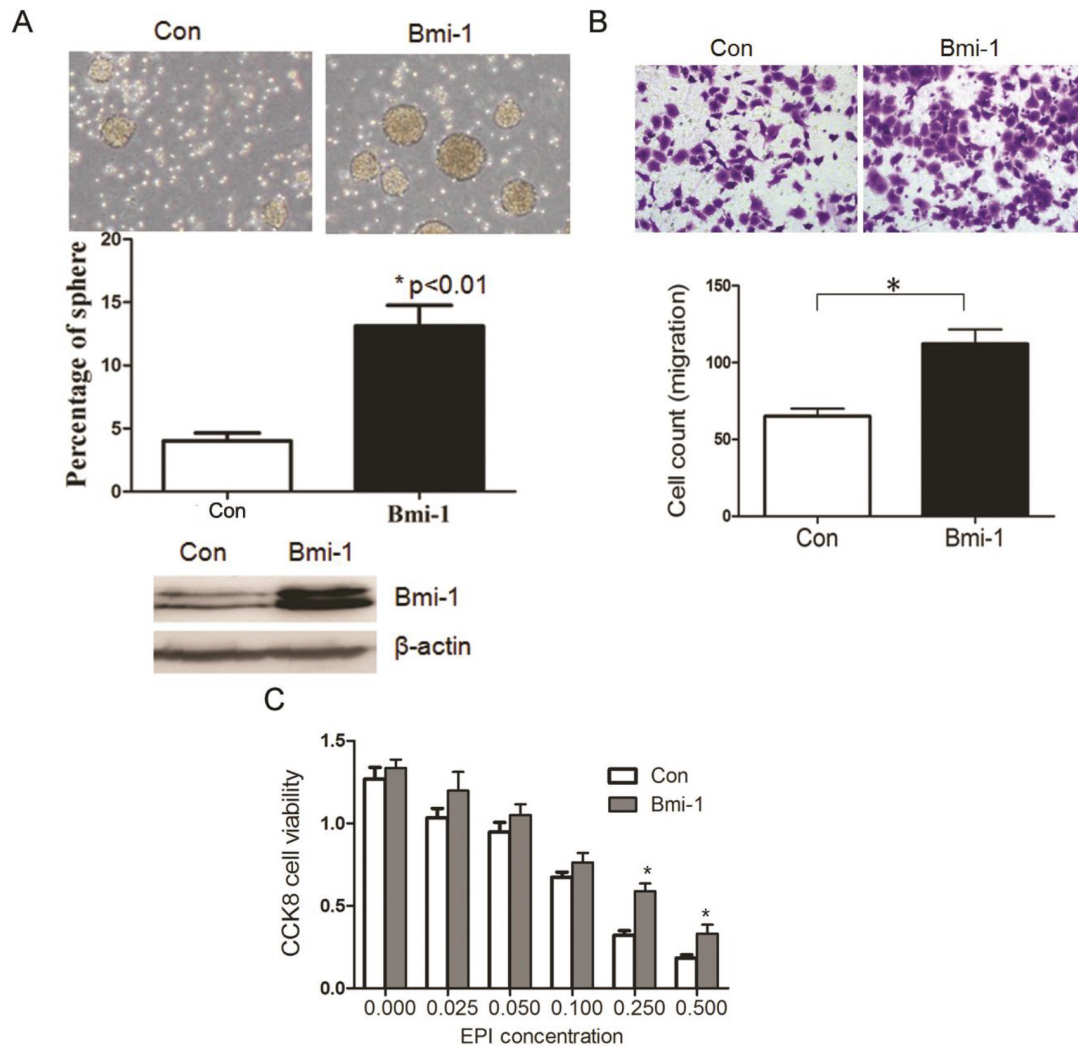 A
Con Bmi-1
20
15
10
5
0
Percentage of sphere
* p<0.01
Con Bmi-1
Con Bmi-1
Bmi-1
β-actin
B
Con Bmi-1
150
100
50
0
Cell count (migration)
*
Con Bmi-1
C
1.5
1.0
0.5
0.0
CCK8 cell viability
Con
Bmi-1
*
*
0.000 0.025 0.050 0.100 0.250 0.500
EPI concentration